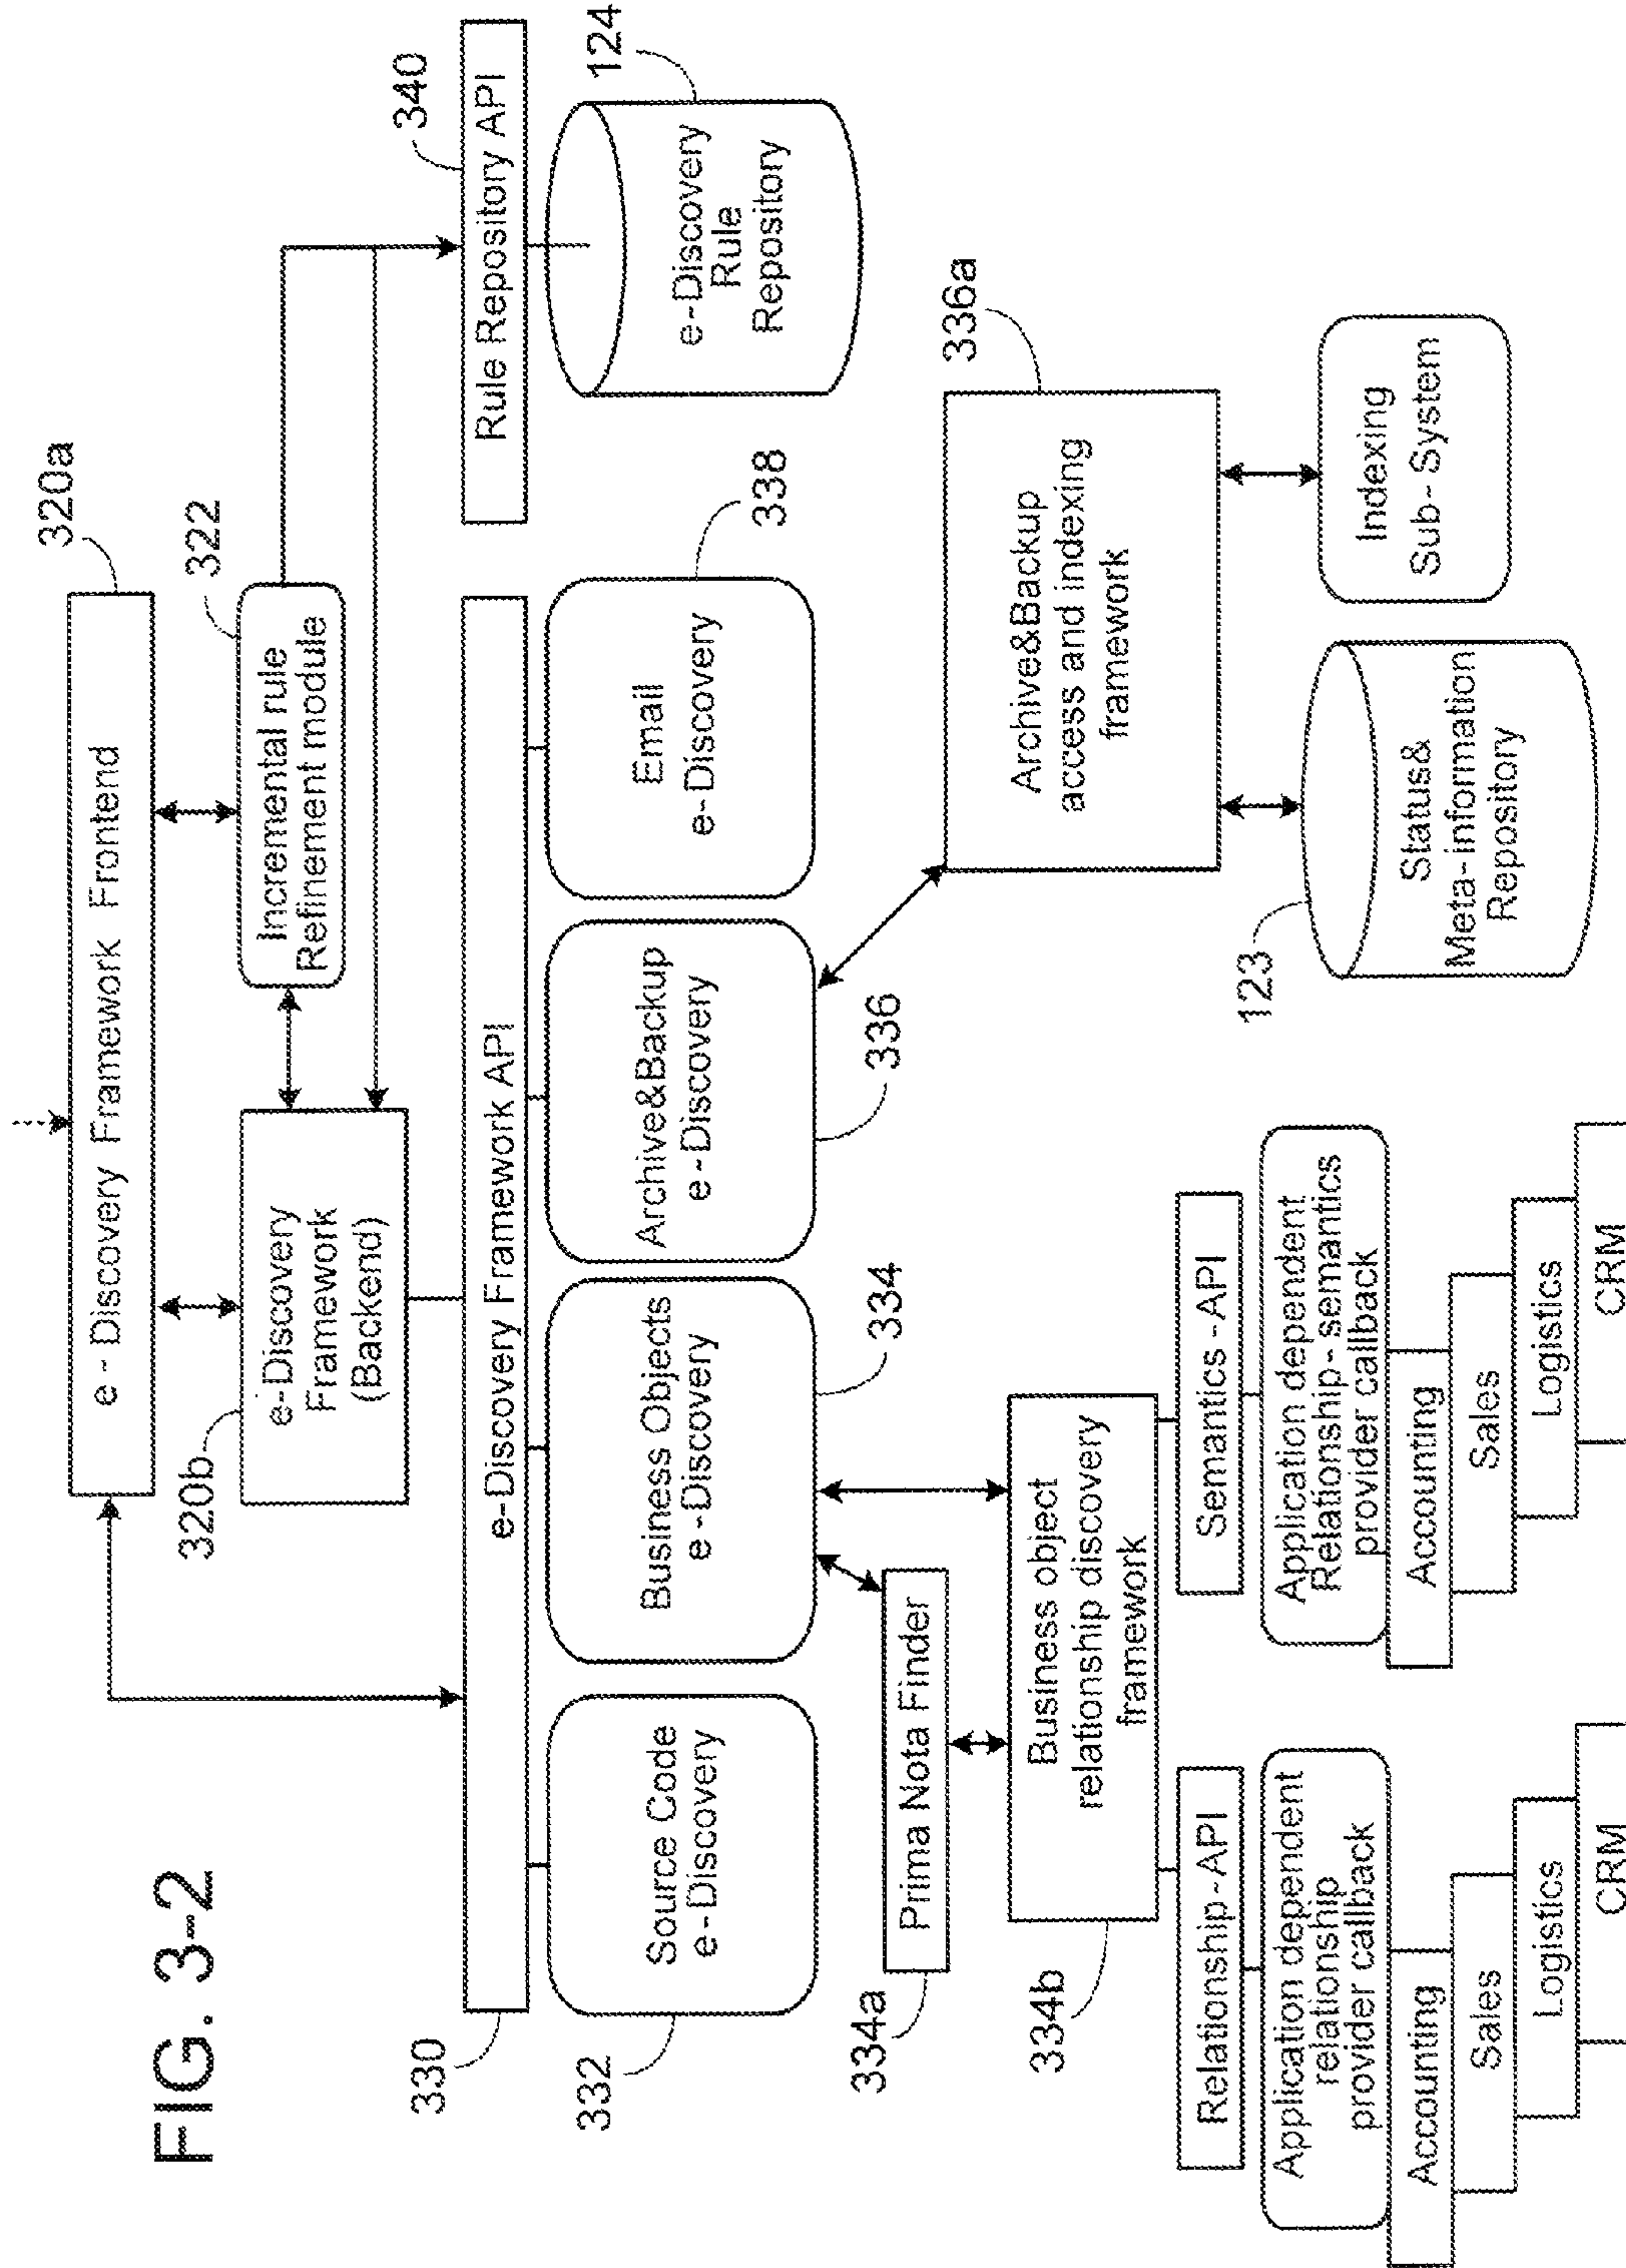 FIG. 3-2
320a
e - Discovery Framework Frontend
322
Incremental rule
Refinement module
320b
e-Discovery
Framework
(Backend)
340
Rule Repository API
124
e-Discovery
Rule
Repository
330
e-Discovery Framework API
332
Source Code
e -Discovery
Business Objects
e -Discovery
334
Archive&Backup
e -Discovery
336
Email
e -Discovery
338
334a
Prima Nota Finder
334b
Business object
relationship discovery
framework
336a
Archive&Backup
access and indexing
framework
123
Status&
Meta-information
Repository
Indexing
Sub- System
Relationship -API
Application dependent
relationship
provider callback
Accounting
Sales
Logistics
CRM
Semantics -API
Application dependent
Relationship- semantics
provider callback
Accounting
Sales
Logistics
CRM